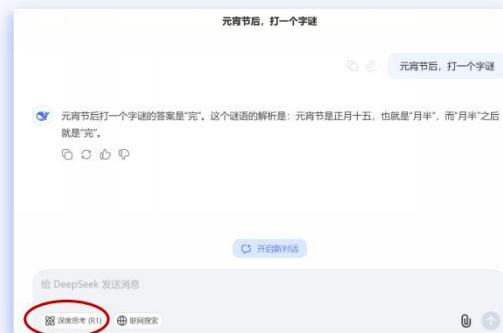 元宵节后，打一个字谜
元宵节后，打一个字谜
元宵节后打一个字谜的答案是“完”。这个谜语的解析是：元宵节是正月十五，也就是“月半”，而“月半”之后
就是“完”。
开启新对话
给 DeepSeek 发送消息
深度思考 (R1)
联网搜索